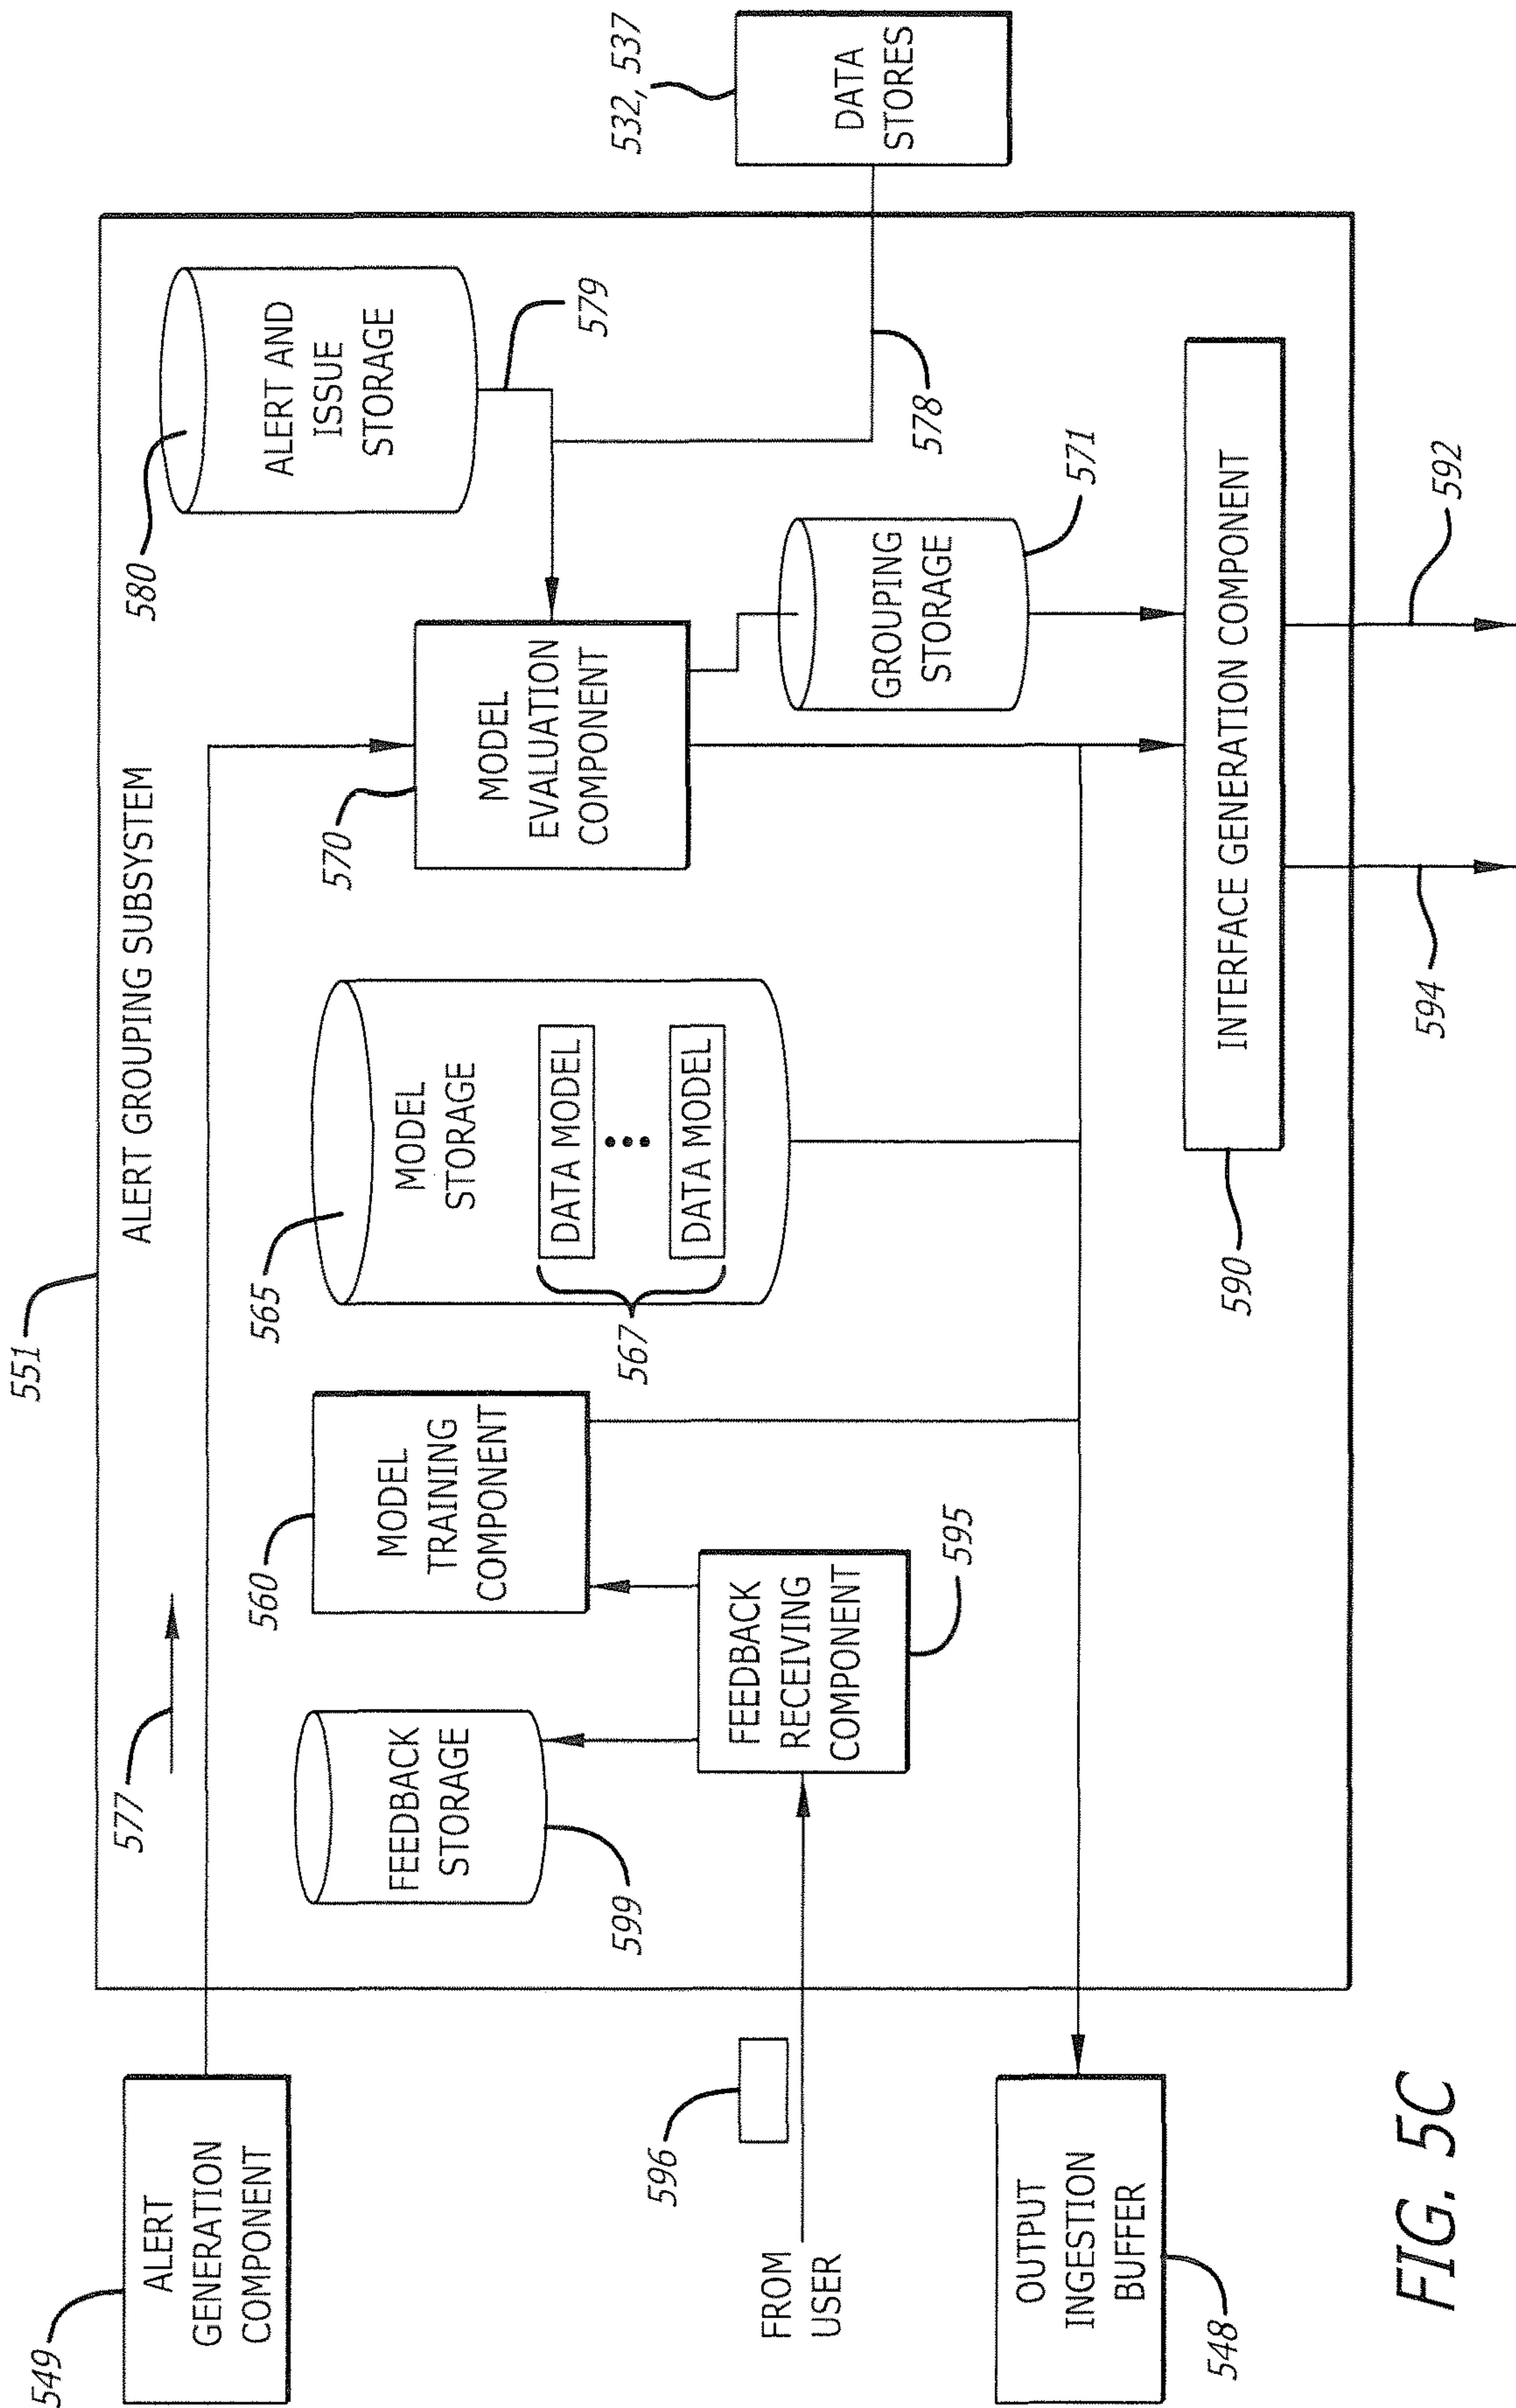 551
ALERT GROUPING SUBSYSTEM
549
ALERT
GENERATION
COMPONENT
577
580
ALERT AND
ISSUE
STORAGE
579
532, 537
DATA
STORES
578
599
FEEDBACK
STORAGE
560
MODEL
TRAINING
COMPONENT
565
MODEL
STORAGE
DATA MODEL
DATA MODEL
567
570
MODEL
EVALUATION
COMPONENT
596
FROM
USER
FEEDBACK
RECEIVING
COMPONENT
595
GROUPING
STORAGE
571
OUTPUT
INGESTION
BUFFER
548
590
INTERFACE GENERATION COMPONENT
594
592
FIG. 5C